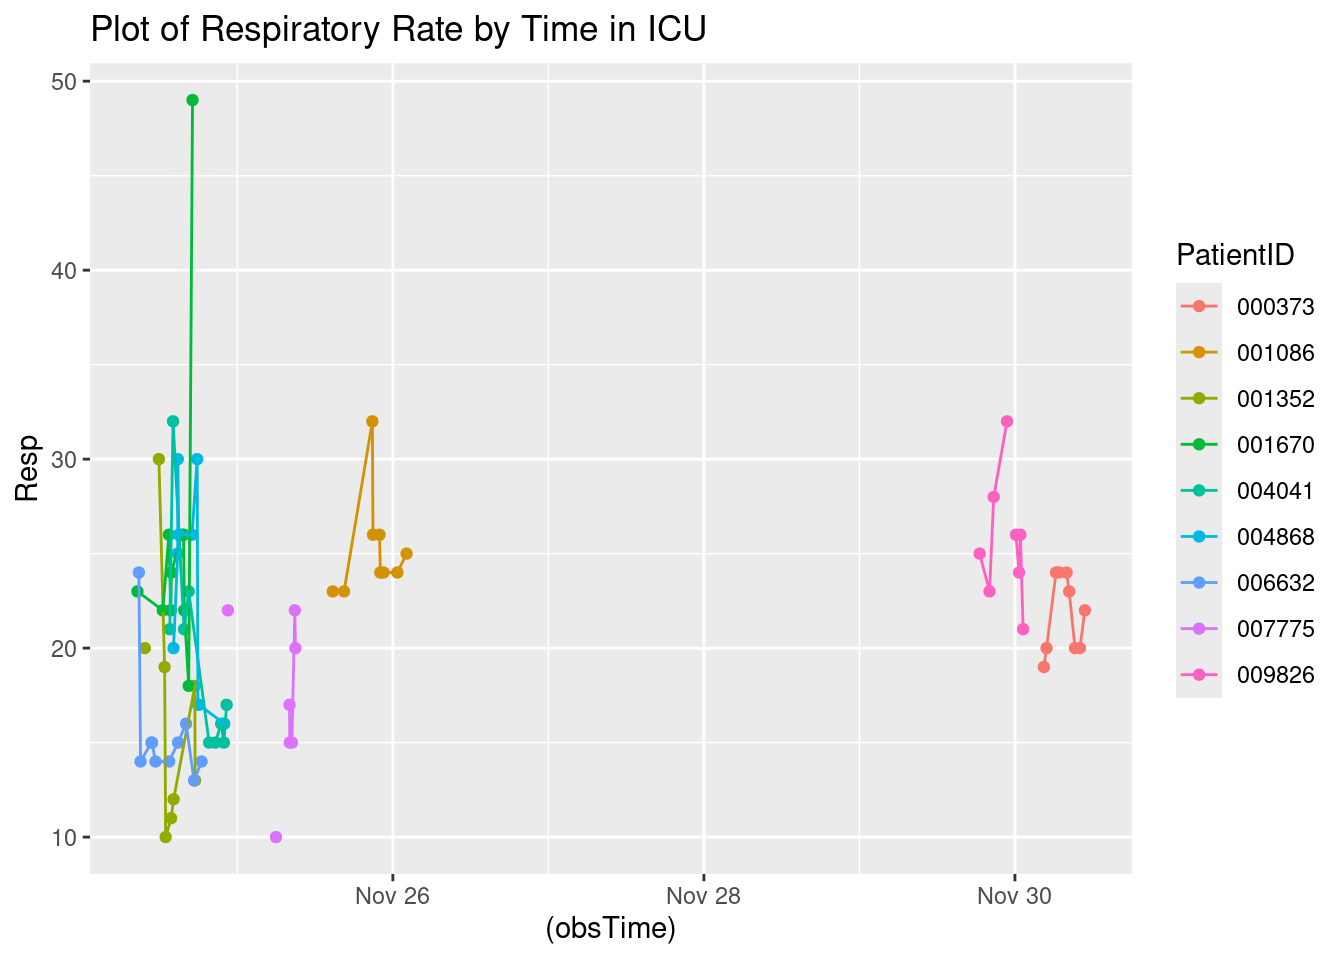 Plot of Respiratory Rate by Time in ICU
50
40
30
20
10
Resp
Nov 26
Nov 28
Nov 30
(obsTime)
PatientID
000373
001086
001352
001670
004041
004868
006632
007775
009826